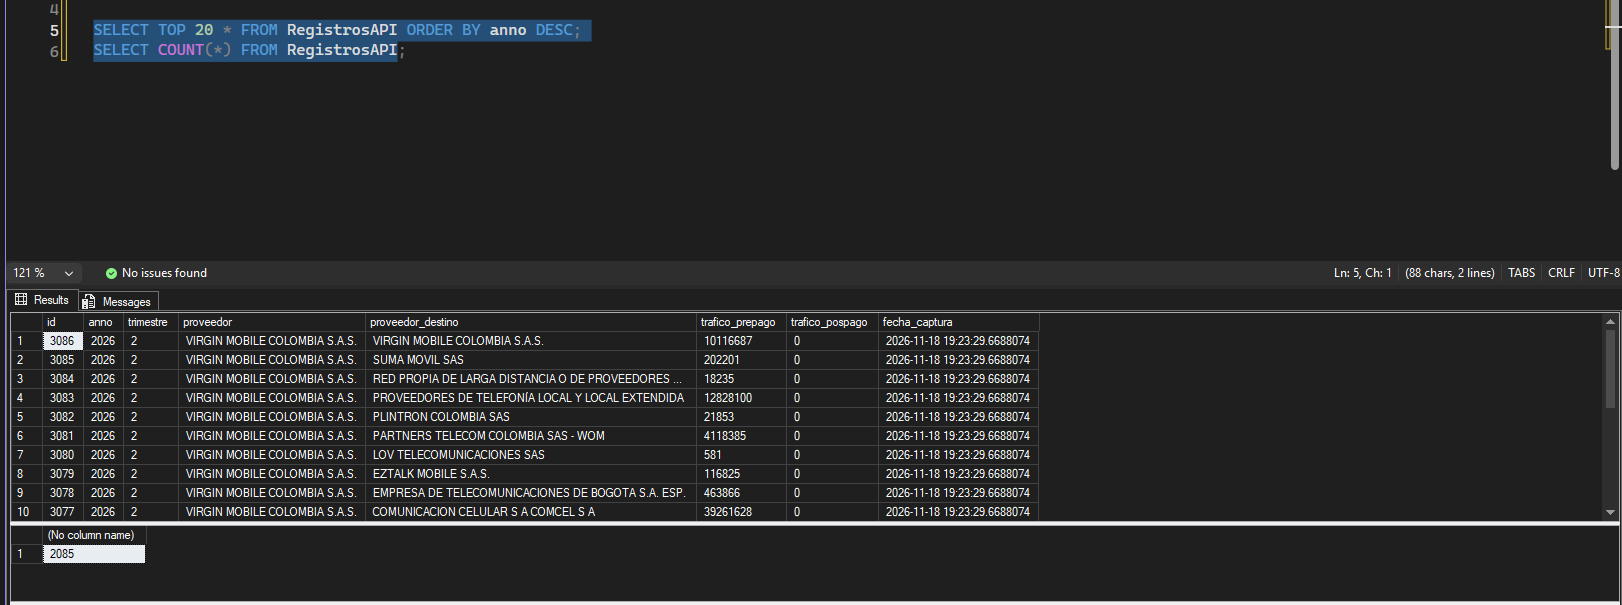 4
5 SELECT TOP 20 * FROM RegistrosAPI ORDER BY anno DESC;
6 SELECT COUNT(*) FROM RegistrosAPI;
121 % No issues found Ln: 5, Ch: 1 (88 chars, 2 lines) TABS CRLF UTF-8
Results Messages
id anno trimestre proveedor proveedor_destino trafico_prepago trafico_pospago fecha_captura
1 3086 2026 2 VIRGIN MOBILE COLOMBIA S.A.S. VIRGIN MOBILE COLOMBIA S.A.S. 10116687 0 2026-11-18 19:23:29.6688074
2 3085 2026 2 VIRGIN MOBILE COLOMBIA S.A.S. SUMA MOVIL SAS 202201 0 2026-11-18 19:23:29.6688074
3 3084 2026 2 VIRGIN MOBILE COLOMBIA S.A.S. RED PROPIA DE LARGA DISTANCIA O DE PROVEEDORES ... 18235 0 2026-11-18 19:23:29.6688074
4 3083 2026 2 VIRGIN MOBILE COLOMBIA S.A.S. PROVEEDORES DE TELEFONÍA LOCAL Y LOCAL EXTENDIDA 12828100 0 2026-11-18 19:23:29.6688074
5 3082 2026 2 VIRGIN MOBILE COLOMBIA S.A.S. PLINTRON COLOMBIA SAS 21853 0 2026-11-18 19:23:29.6688074
6 3081 2026 2 VIRGIN MOBILE COLOMBIA S.A.S. PARTNERS TELECOM COLOMBIA SAS - WOM 4118385 0 2026-11-18 19:23:29.6688074
7 3080 2026 2 VIRGIN MOBILE COLOMBIA S.A.S. LOV TELECOMUNICACIONES SAS 581 0 2026-11-18 19:23:29.6688074
8 3079 2026 2 VIRGIN MOBILE COLOMBIA S.A.S. EZTALK MOBILE S.A.S. 116825 0 2026-11-18 19:23:29.6688074
9 3078 2026 2 VIRGIN MOBILE COLOMBIA S.A.S. EMPRESA DE TELECOMUNICACIONES DE BOGOTA S.A. ESP. 463866 0 2026-11-18 19:23:29.6688074
10 3077 2026 2 VIRGIN MOBILE COLOMBIA S.A.S. COMUNICACION CELULAR S A COMCEL S A 39261628 0 2026-11-18 19:23:29.6688074
(No column name)
1 2085